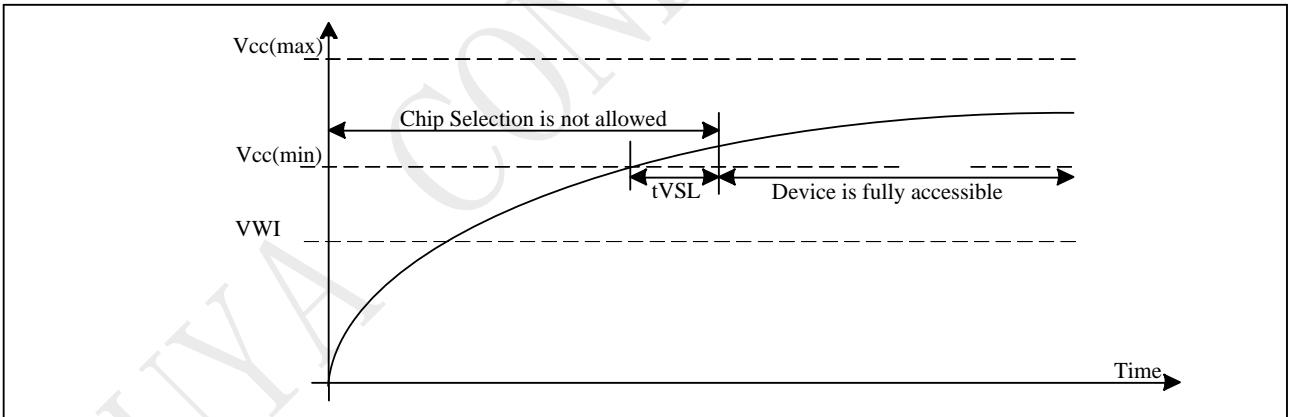 Vcc(max)
Chip Selection is not allowed
Vcc(min)
tVSL
Device is fully accessible
VWI
Time